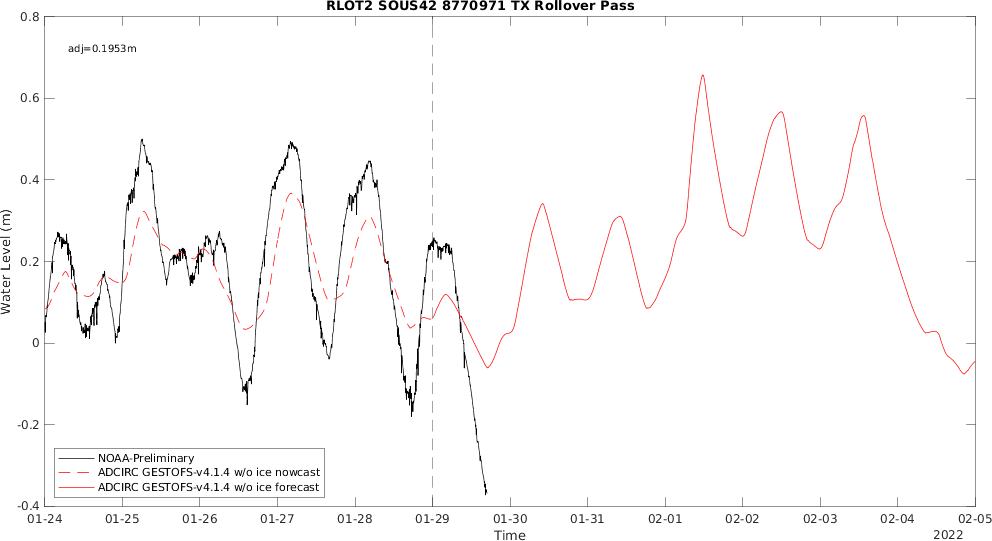 RLOT2 SOUS42 8770971 TX Rollover Pass
adj=0.1953m
0.8
0.6
0.4
0.2
0
-0.2
-0.4
Water Level (m)
NOAA-Preliminary
ADCIRC GESTOFS-v4.1.4 w/o ice nowcast
ADCIRC GESTOFS-v4.1.4 w/o ice forecast
01-24 01-25 01-26 01-27 01-28 01-29 01-30 01-31 02-01 02-02 02-03 02-04 02-05
Time
2022